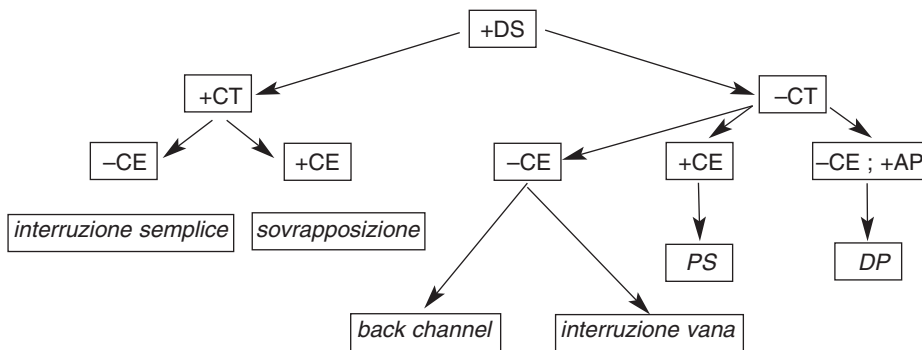 +DS
+CT
–CT
–CE
+CE
–CE
+CE
–CE ; +AP
interruzione semplice
sovrapposizione
PS
DP
back channel
interruzione vana